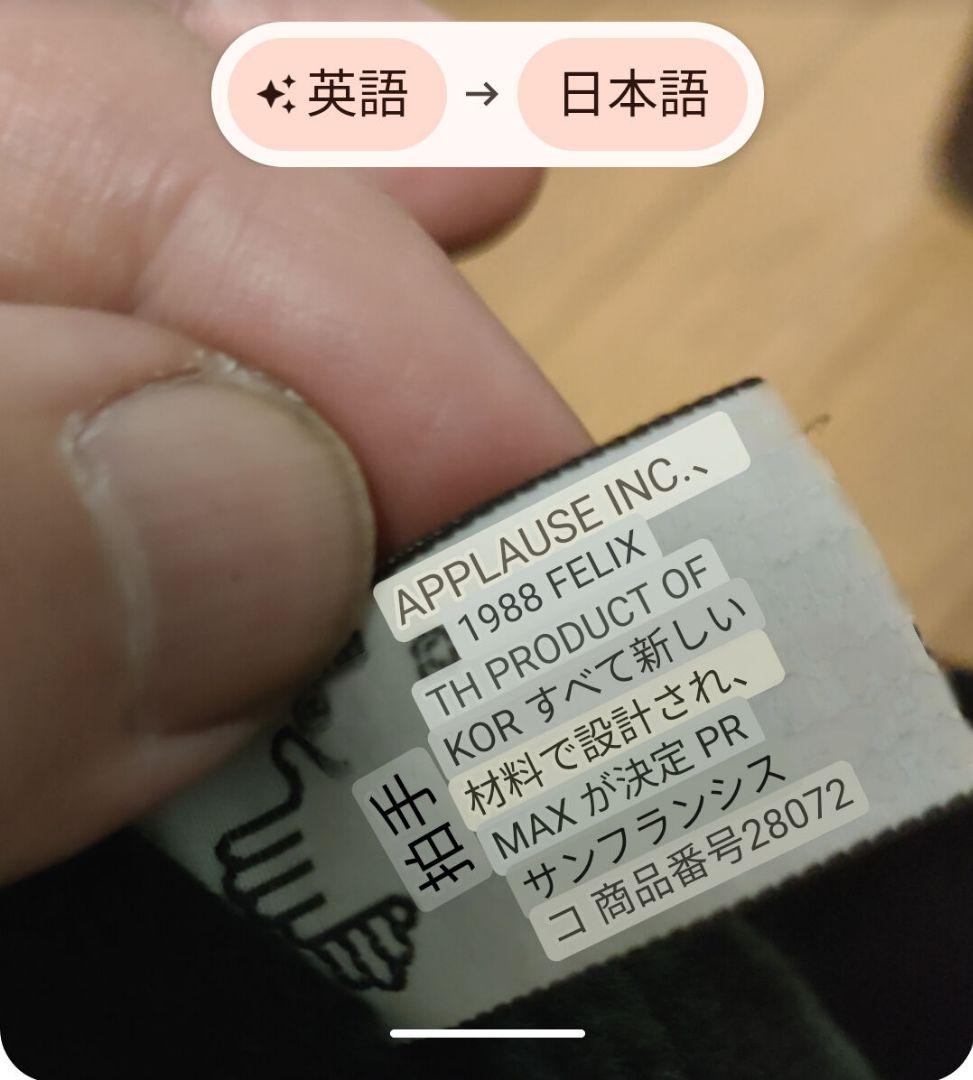 英語 → 日本語
APPLAUSE INC.、
1988 FELIX
TH PRODUCT OF
KOR すべて新しい
材料で設計され、
MAX が決定 PR
サンフランシス
コ 商品番号28072
拍手